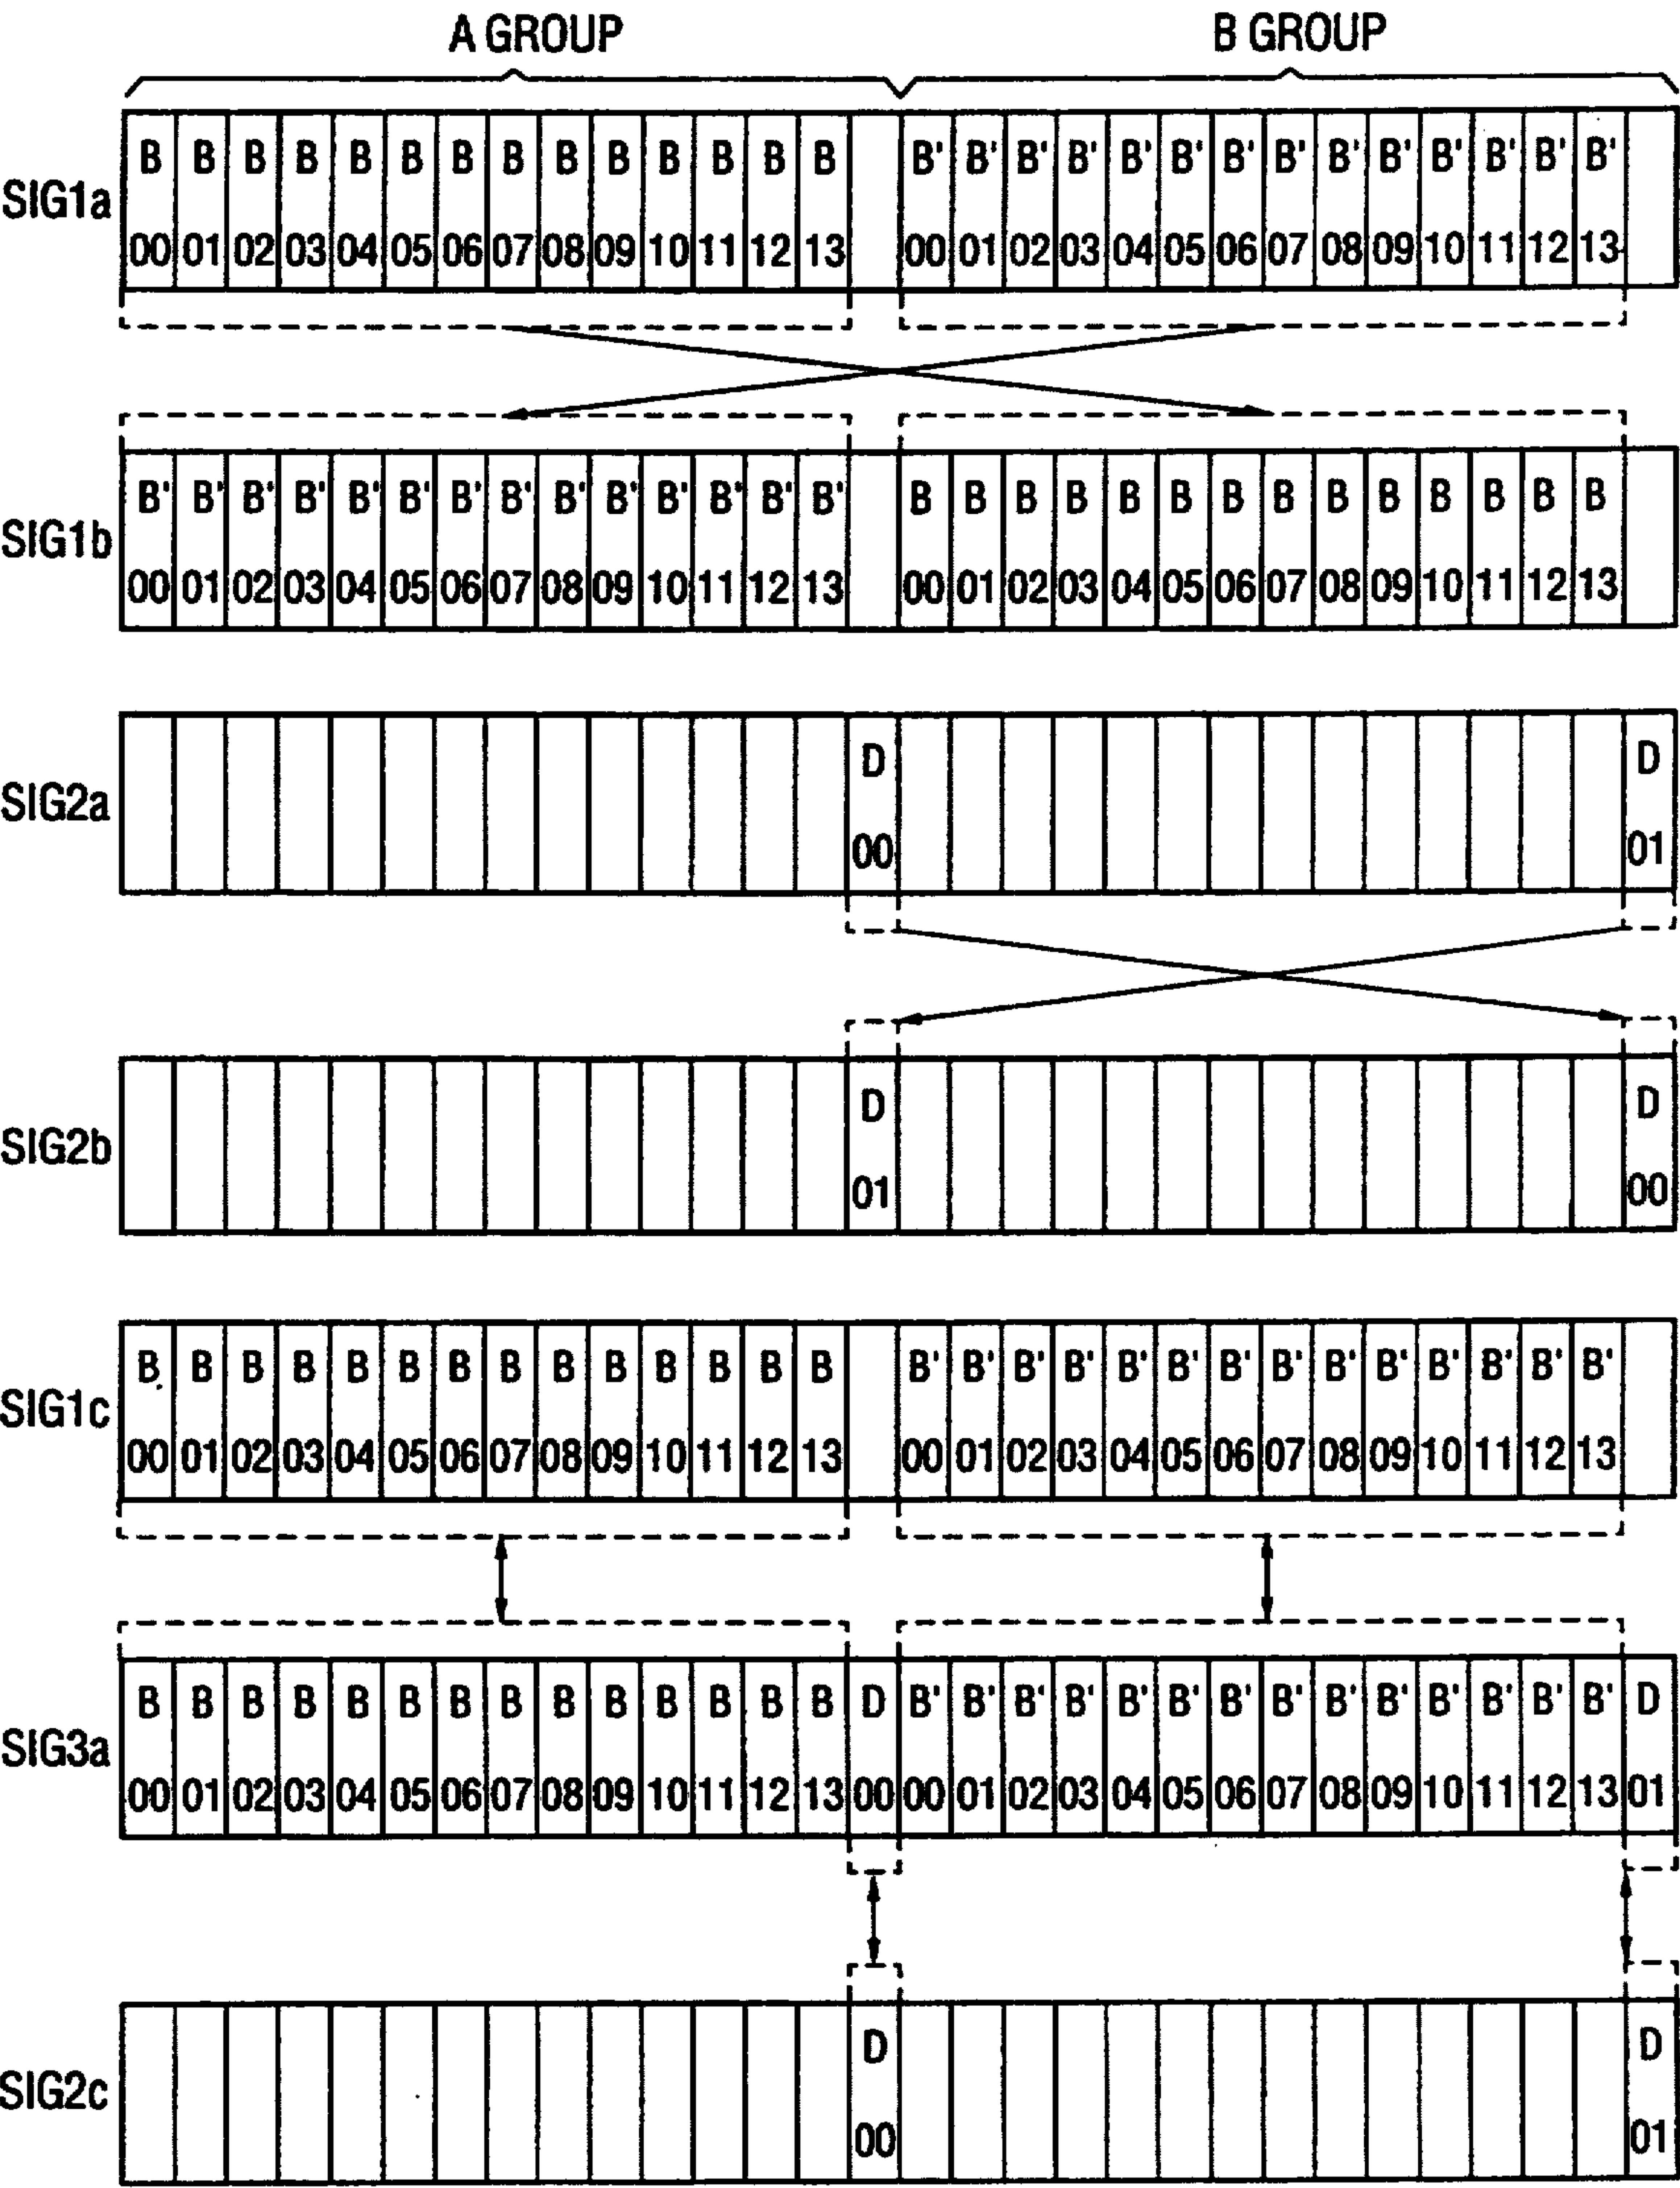 A GROUP B GROUP
B B B B B B B B B B B B B B B' B' B' B' B' B' B' B' B' B' B' B' B' B'
SIG1a
00 01 02 03 04 05 06 07 08 09 10 11 12 13 00 01 02 03 04 05 06 07 08 09 10 11 12 13
B' B' B' B' B' B' B' B' B' B' B' B' B' B' B B B B B B B B B B B B B B
SIG1b
00 01 02 03 04 05 06 07 08 09 10 11 12 13 00 01 02 03 04 05 06 07 08 09 10 11 12 13
D D
SIG2a
00 01
D D
SIG2b
01 00
B B B B B B B B B B B B B B B' B' B' B' B' B' B' B' B' B' B' B' B' B'
SIG1c
00 01 02 03 04 05 06 07 08 09 10 11 12 13 00 01 02 03 04 05 06 07 08 09 10 11 12 13
B B B B B B B B B B B B B B D B' B' B' B' B' B' B' B' B' B' B' B' B' B' D
SIG3a
00 01 02 03 04 05 06 07 08 09 10 11 12 13 00 00 01 02 03 04 05 06 07 08 09 10 11 12 13 01
D D
SIG2c
00 01